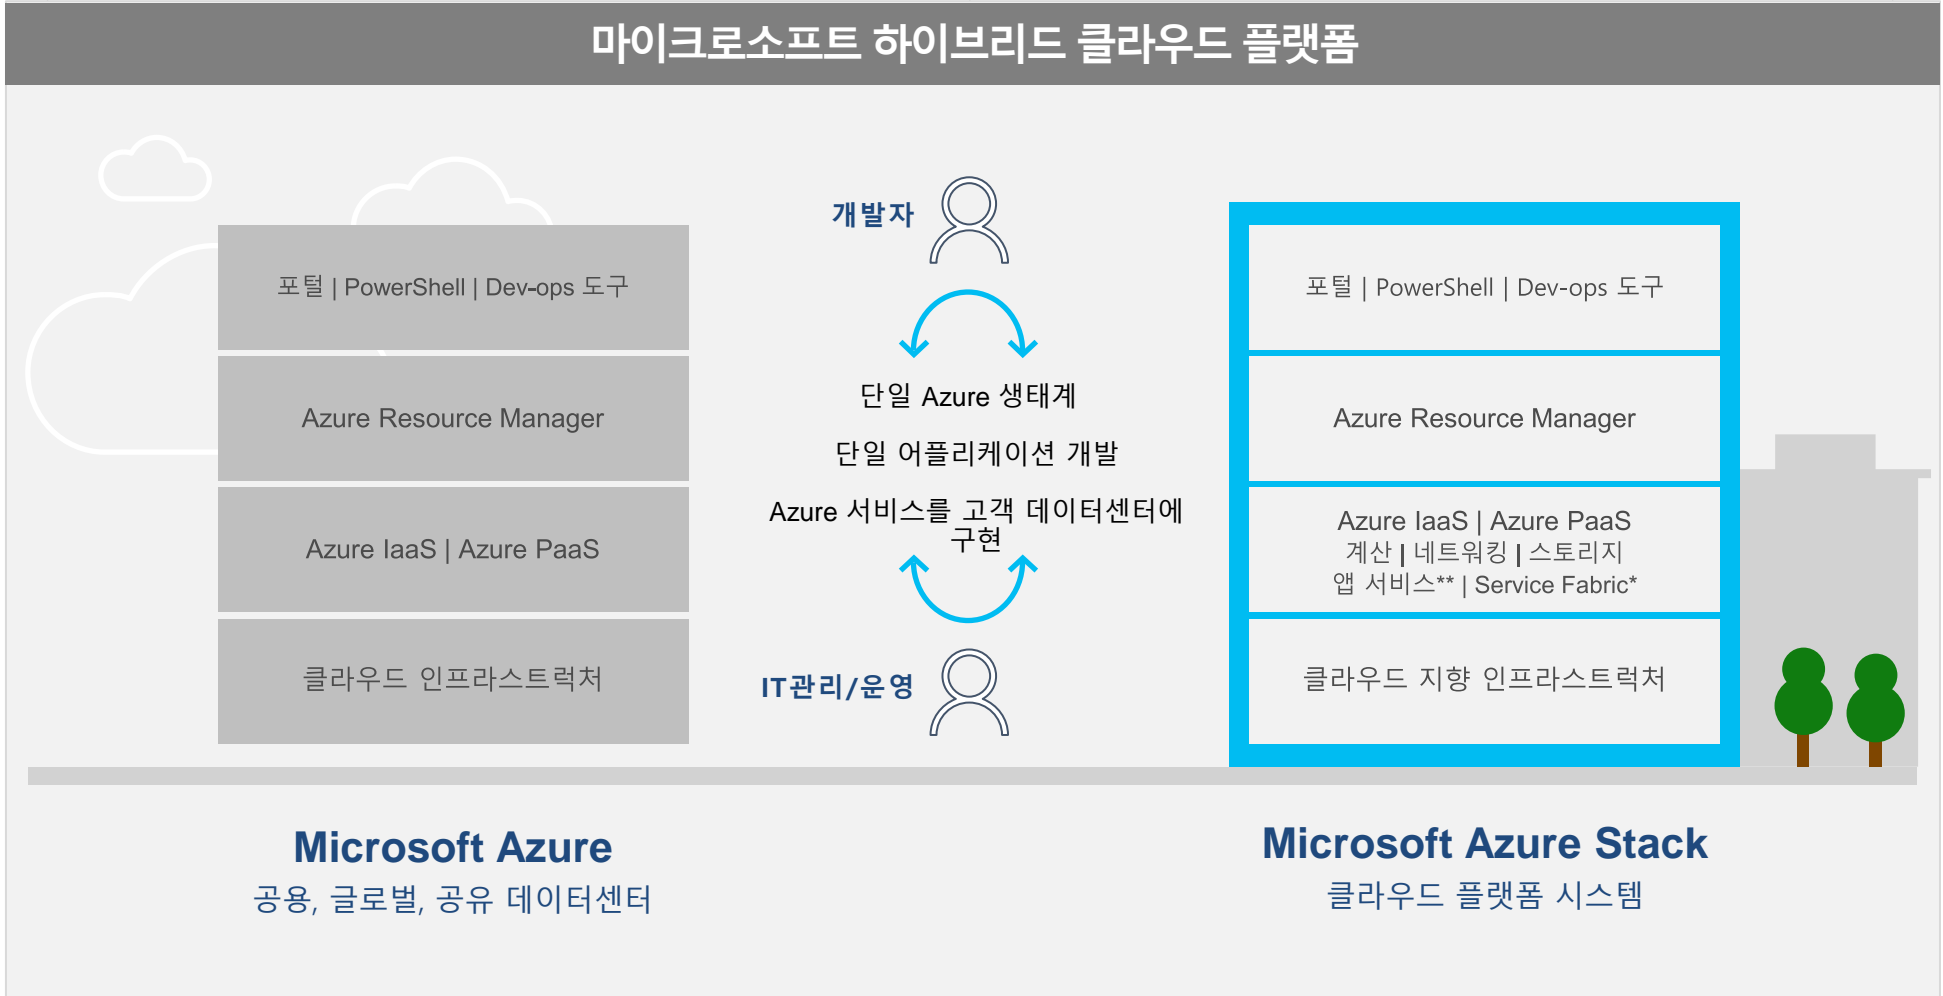 마이크로소프트 하이브리드 클라우드 플랫폼
포털 | PowerShell | Dev-ops 도구
Azure Resource Manager
Azure IaaS | Azure PaaS
클라우드 인프라스트럭처
Microsoft Azure
공용, 글로벌, 공유 데이터센터
개발자
단일 Azure 생태계
단일 어플리케이션 개발
Azure 서비스를 고객 데이터센터에
구현
IT관리/운영
포털 | PowerShell | Dev-ops 도구
Azure Resource Manager
Azure IaaS | Azure PaaS
계산 | 네트워킹 | 스토리지
앱 서비스** | Service Fabric*
클라우드 지향 인프라스트럭처
Microsoft Azure Stack
클라우드 플랫폼 시스템